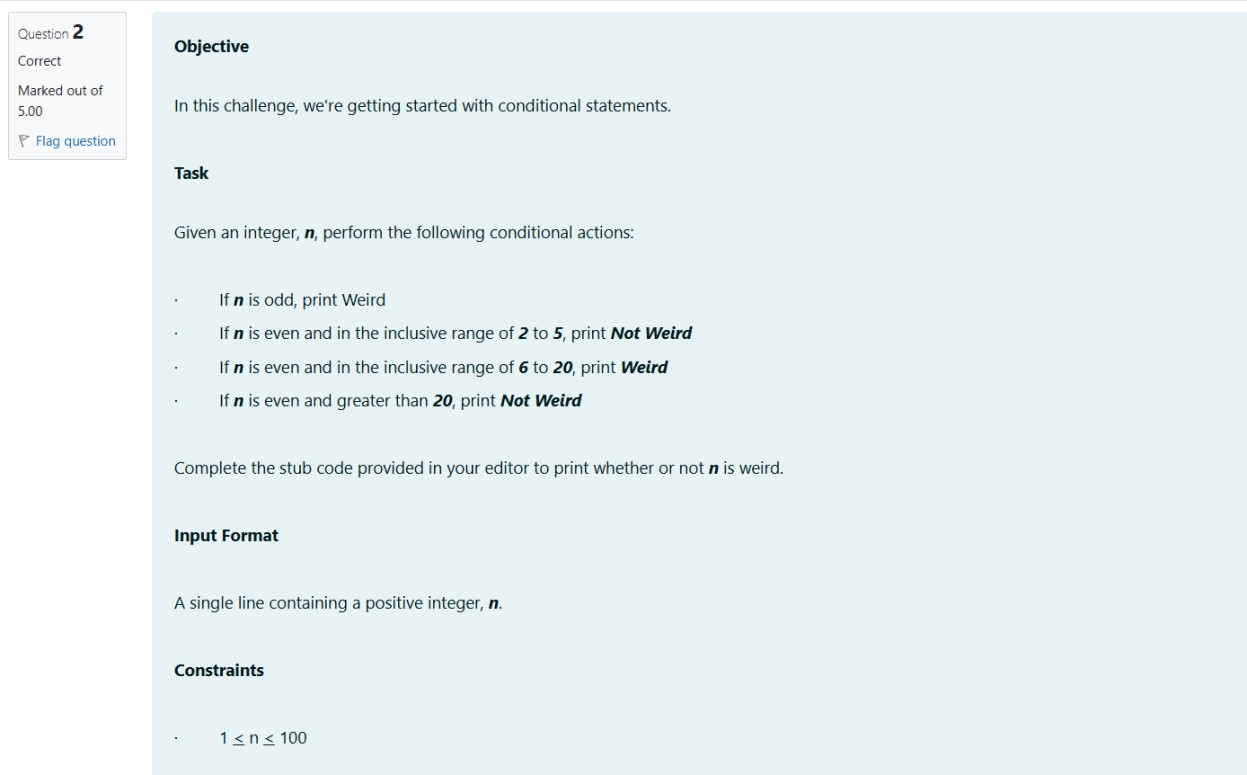 Question 2
Correct
Marked out of
5.00
Flag question
Objective
In this challenge, we're getting started with conditional statements.
Task
Given an integer, n, perform the following conditional actions:
· If n is odd, print Weird
· If n is even and in the inclusive range of 2 to 5, print Not Weird
· If n is even and in the inclusive range of 6 to 20, print Weird
· If n is even and greater than 20, print Not Weird
Complete the stub code provided in your editor to print whether or not n is weird.
Input Format
A single line containing a positive integer, n.
Constraints
· 1 ≤ n ≤ 100